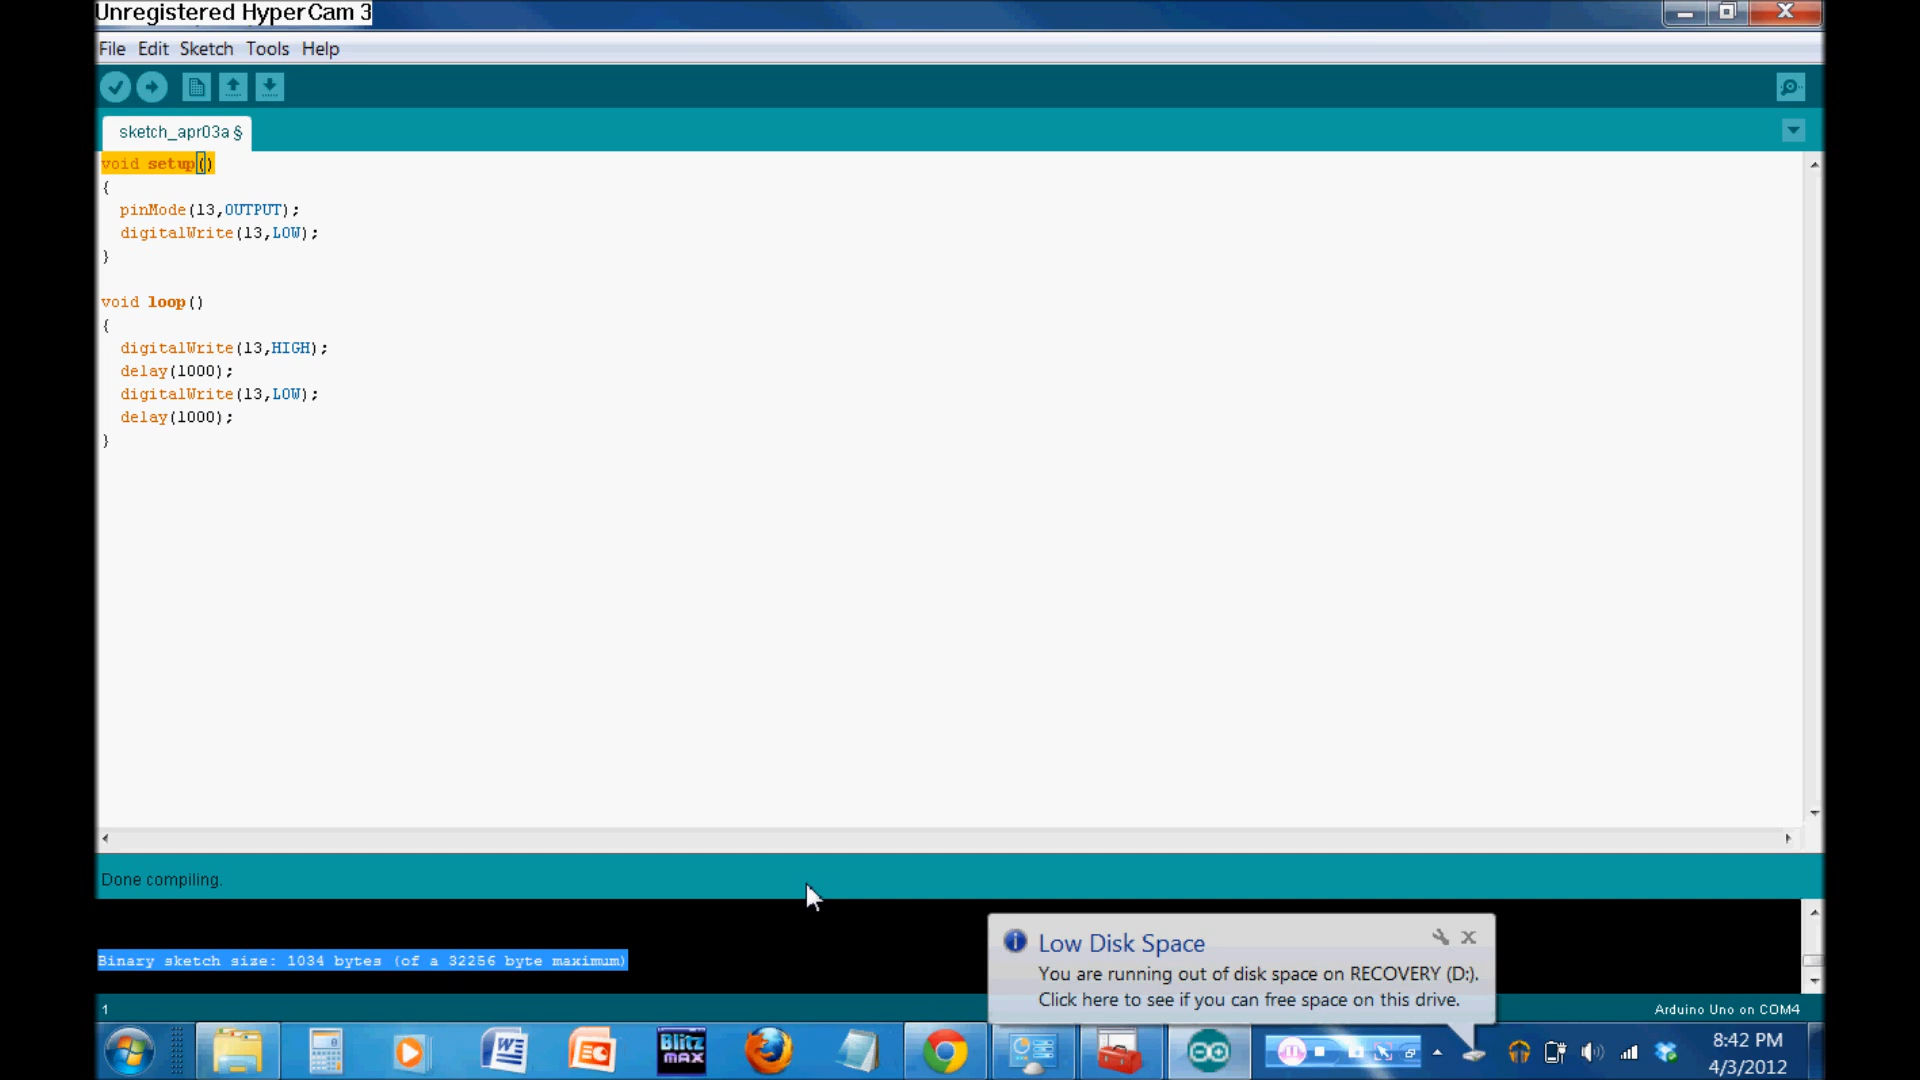 Unregistered HyperCam 3
File Edit Sketch Tools Help
sketch_apr03a §
void setup()
{
  pinMode(13,OUTPUT);
  digitalWrite(13,LOW);
}
void loop()
{
  digitalWrite(13,HIGH);
  delay(1000);
  digitalWrite(13,LOW);
  delay(1000);
}
Done compiling.
Binary sketch size: 1034 bytes (of a 32256 byte maximum)
Low Disk Space
You are running out of disk space on RECOVERY (D:).
Click here to see if you can free space on this drive.
1
Arduino Uno on COM4
Blitz
MAX
8:42 PM
4/3/2012